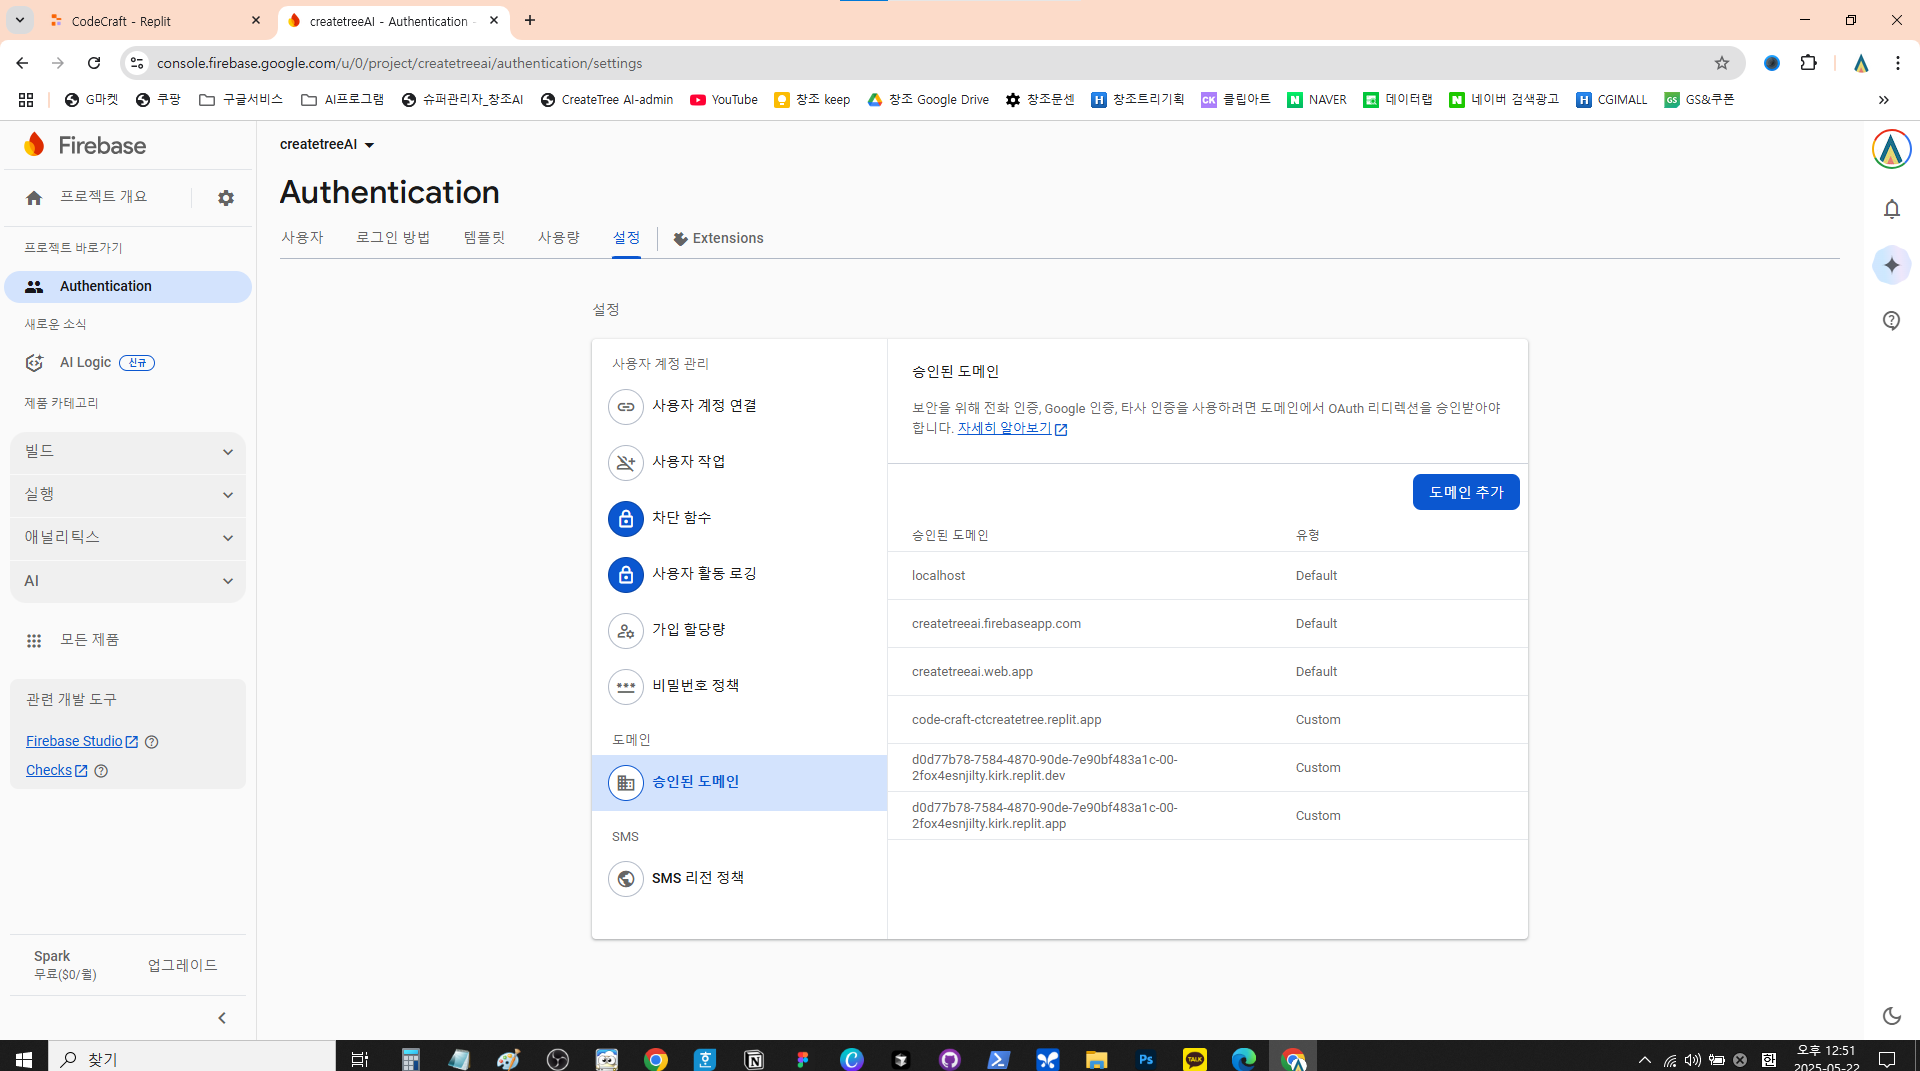 CodeCraft - Replit
createtreeAI - Authentication -
console.firebase.google.com/u/0/project/createtreeai/authentication/settings
G마켓
쿠팡
구글서비스
AI프로그램
슈퍼관리자_창조AI
CreateTree AI-admin
YouTube
창조 keep
창조 Google Drive
창조문센
창조트리기획
CK 클립아트
NAVER
데이터랩
네이버 검색광고
CGIMALL
GS GS&쿠폰
Firebase
프로젝트 개요
프로젝트 바로가기
Authentication
새로운 소식
AI Logic 신규
제품 카테고리
빌드
실행
애널리틱스
AI
모든 제품
관련 개발 도구
Firebase Studio
Checks
Spark
무료($0/월)
업그레이드
createtreeAI
Authentication
사용자
로그인 방법
템플릿
사용량
설정
Extensions
설정
사용자 계정 관리
사용자 계정 연결
사용자 작업
차단 함수
사용자 활동 로깅
가입 할당량
비밀번호 정책
도메인
승인된 도메인
SMS
SMS 리전 정책
승인된 도메인
보안을 위해 전화 인증, Google 인증, 타사 인증을 사용하려면 도메인에서 OAuth 리디렉션을 승인받아야
합니다. 자세히 알아보기
도메인 추가
승인된 도메인 유형
localhost Default
createtreeai.firebaseapp.com Default
createtreeai.web.app Default
code-craft-ctcreatetree.replit.app Custom
d0d77b78-7584-4870-90de-7e90bf483a1c-00-
2fox4esnjilty.kirk.replit.dev Custom
d0d77b78-7584-4870-90de-7e90bf483a1c-00-
2fox4esnjilty.kirk.replit.app Custom
찾기
Ps
TALK
한
오후 12:51
2025-05-22